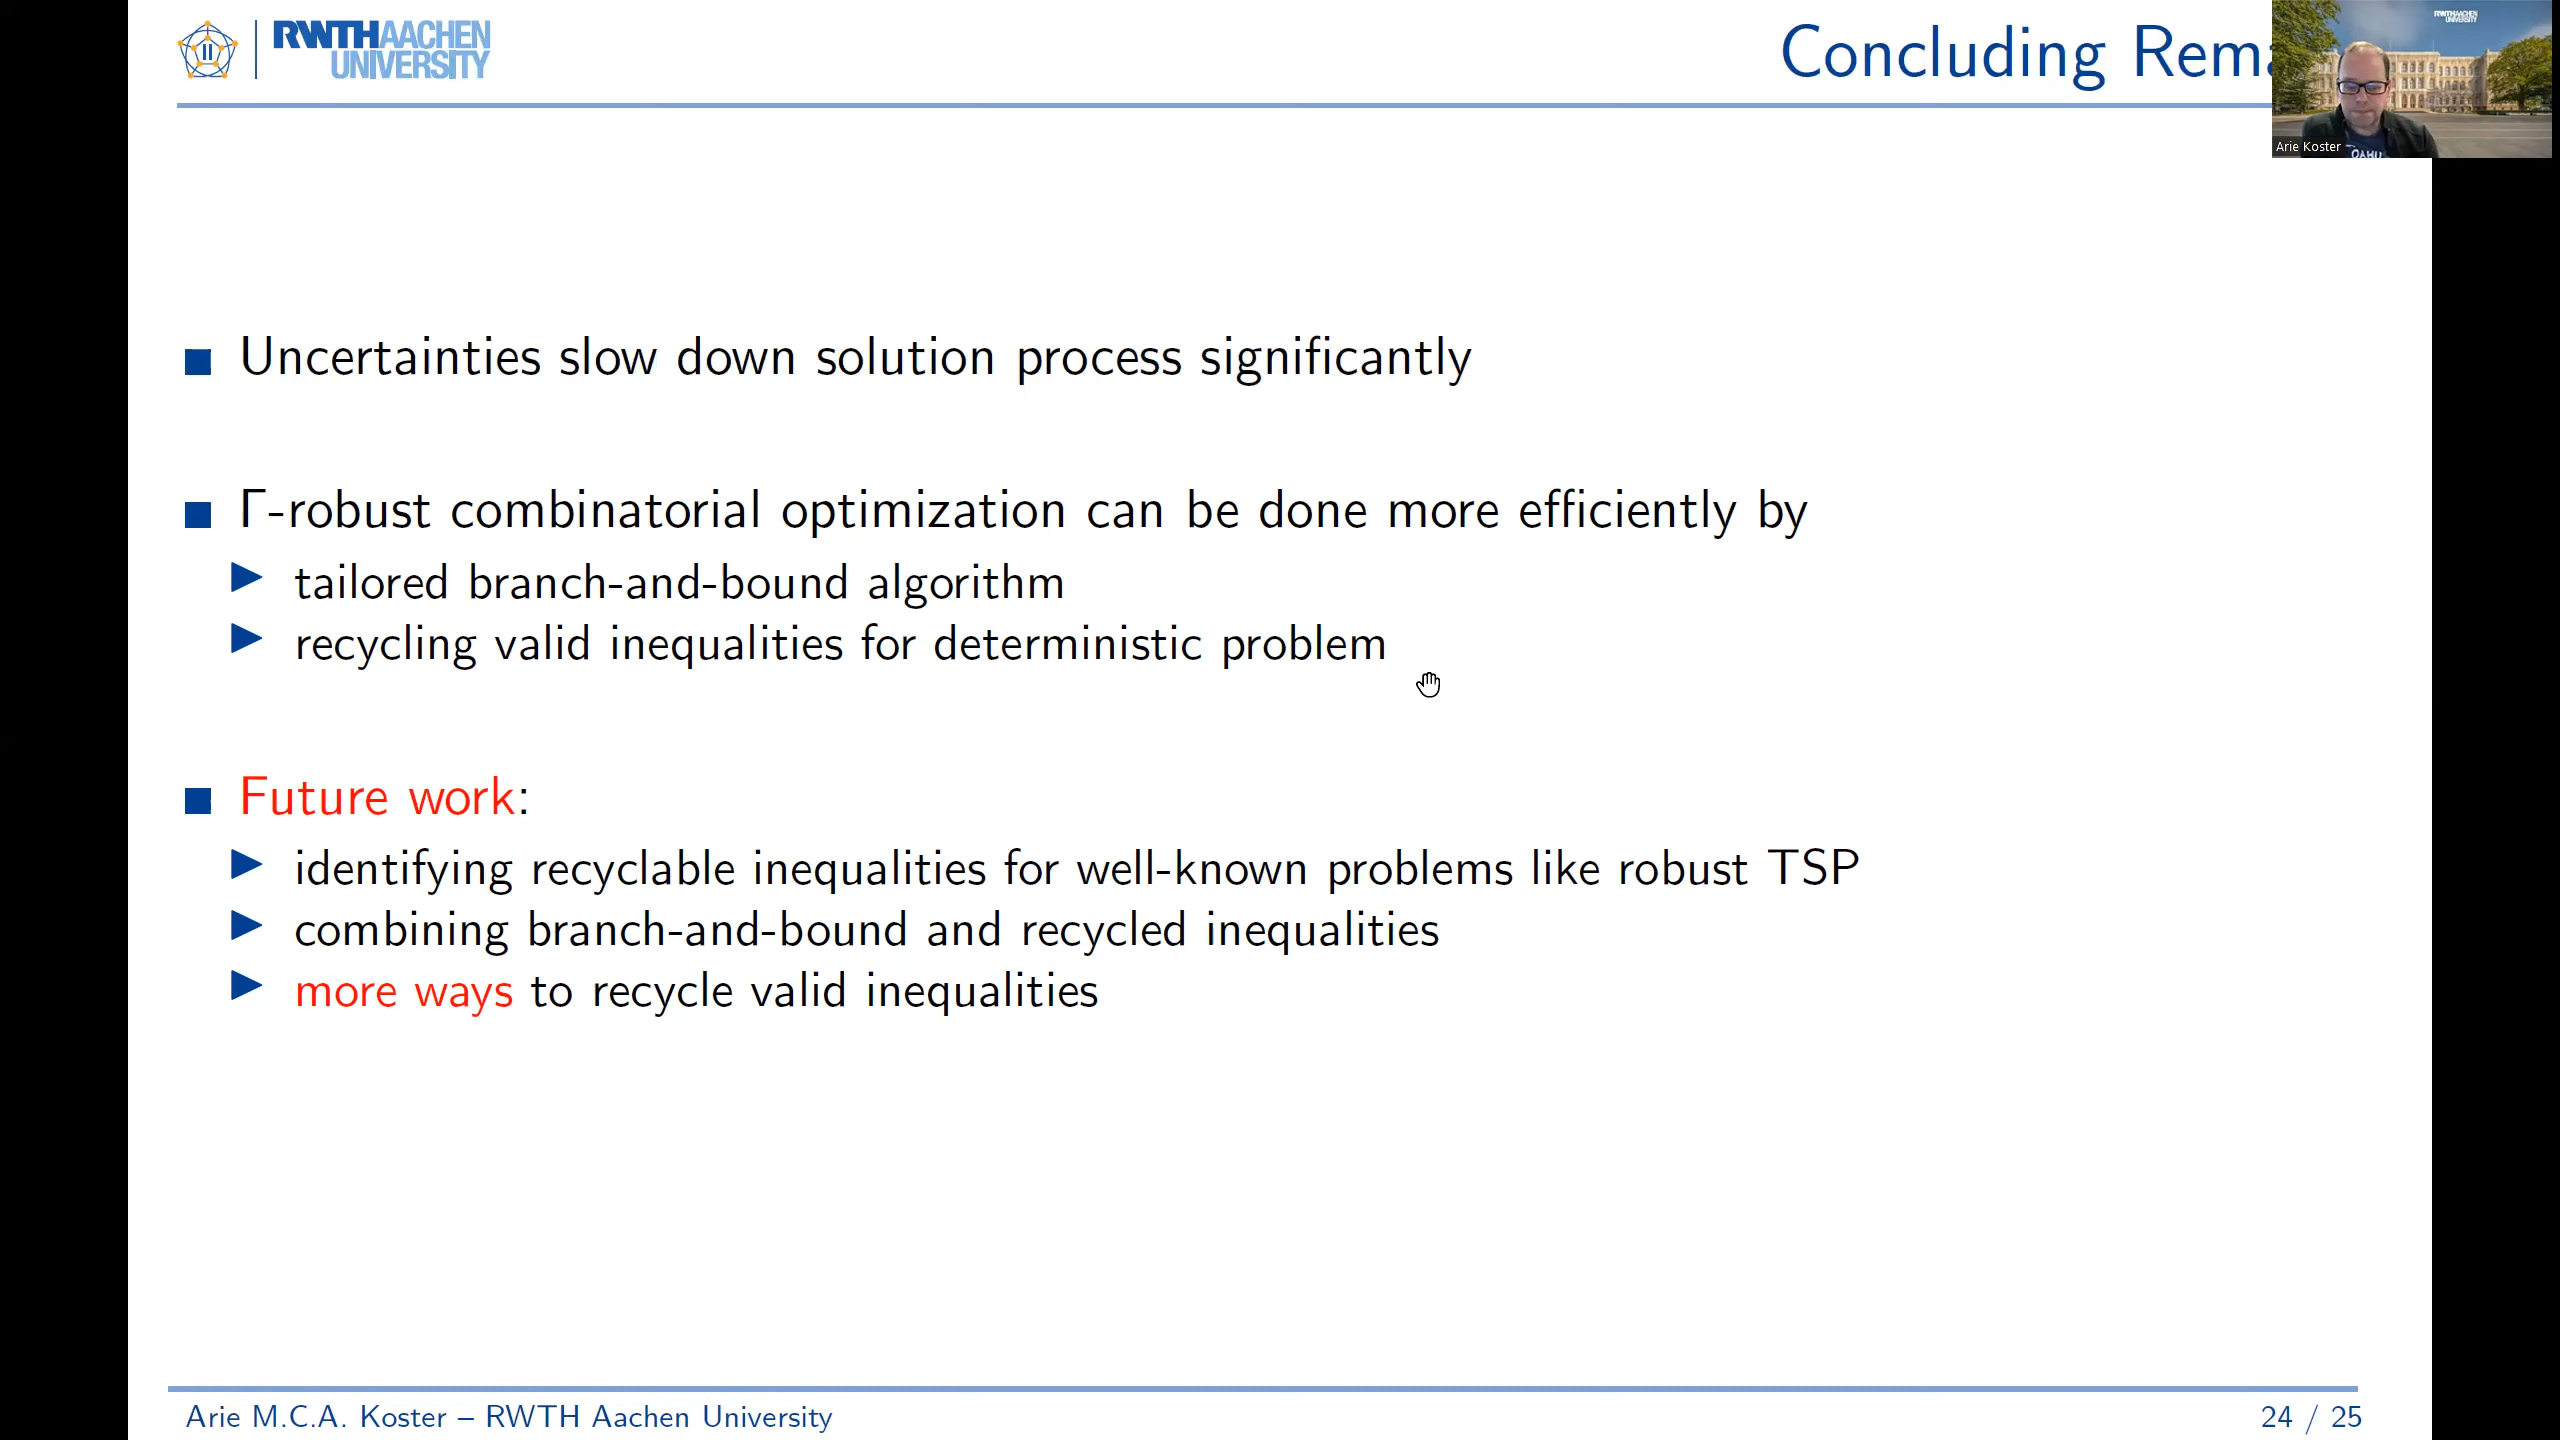 RWTHAACHEN
UNIVERSITY
Concluding Rema
RWTHAACHEN
UNIVERSITY
Arie Koster
Uncertainties slow down solution process significantly
Γ-robust combinatorial optimization can be done more efficiently by
tailored branch-and-bound algorithm
recycling valid inequalities for deterministic problem
Future work:
identifying recyclable inequalities for well-known problems like robust TSP
combining branch-and-bound and recycled inequalities
more ways to recycle valid inequalities
Arie M.C.A. Koster – RWTH Aachen University
24 / 25